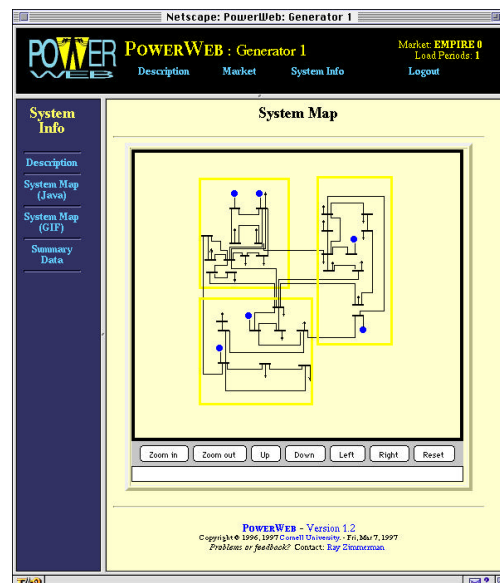 Netscape: PowerWeb: Generator 1
POWER WEB
POWERWEB : Generator 1
Market: EMPIRE 0
Load Periods: 1
Description Market System Info Logout
System Info
System Map
Description
System Map (Java)
System Map (GIF)
Summary Data
Zoom in Zoom out Up Down Left Right Reset
POWERWEB - Version 1.2
Copyright © 1996, 1997 Cornell University. - Fri, Mar 7, 1997
Problems or feedback? Contact: Ray Zimmerman.